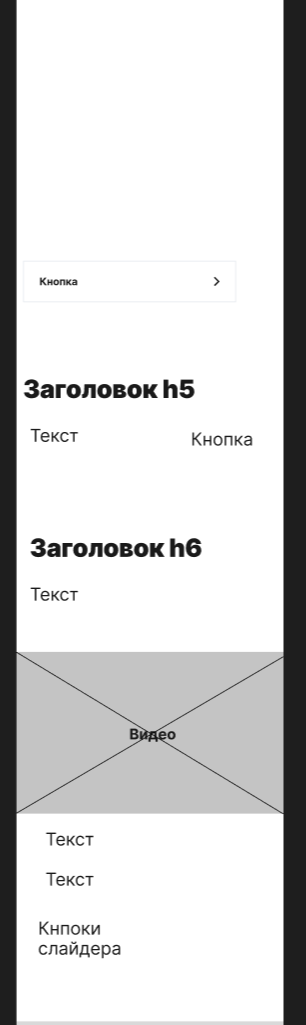 Кнопка
Заголовок h5
Текст
Кнопка
Заголовок h6
Текст
Видео
Текст
Текст
Кнпоки
слайдера